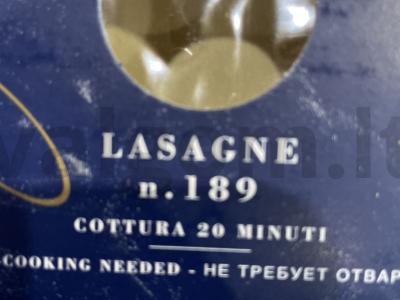 LASAGNE
n.189
COTTURA 20 MINUTI
-COOKING NEEDED - НЕ ТРЕБУЕТ ОТВАР